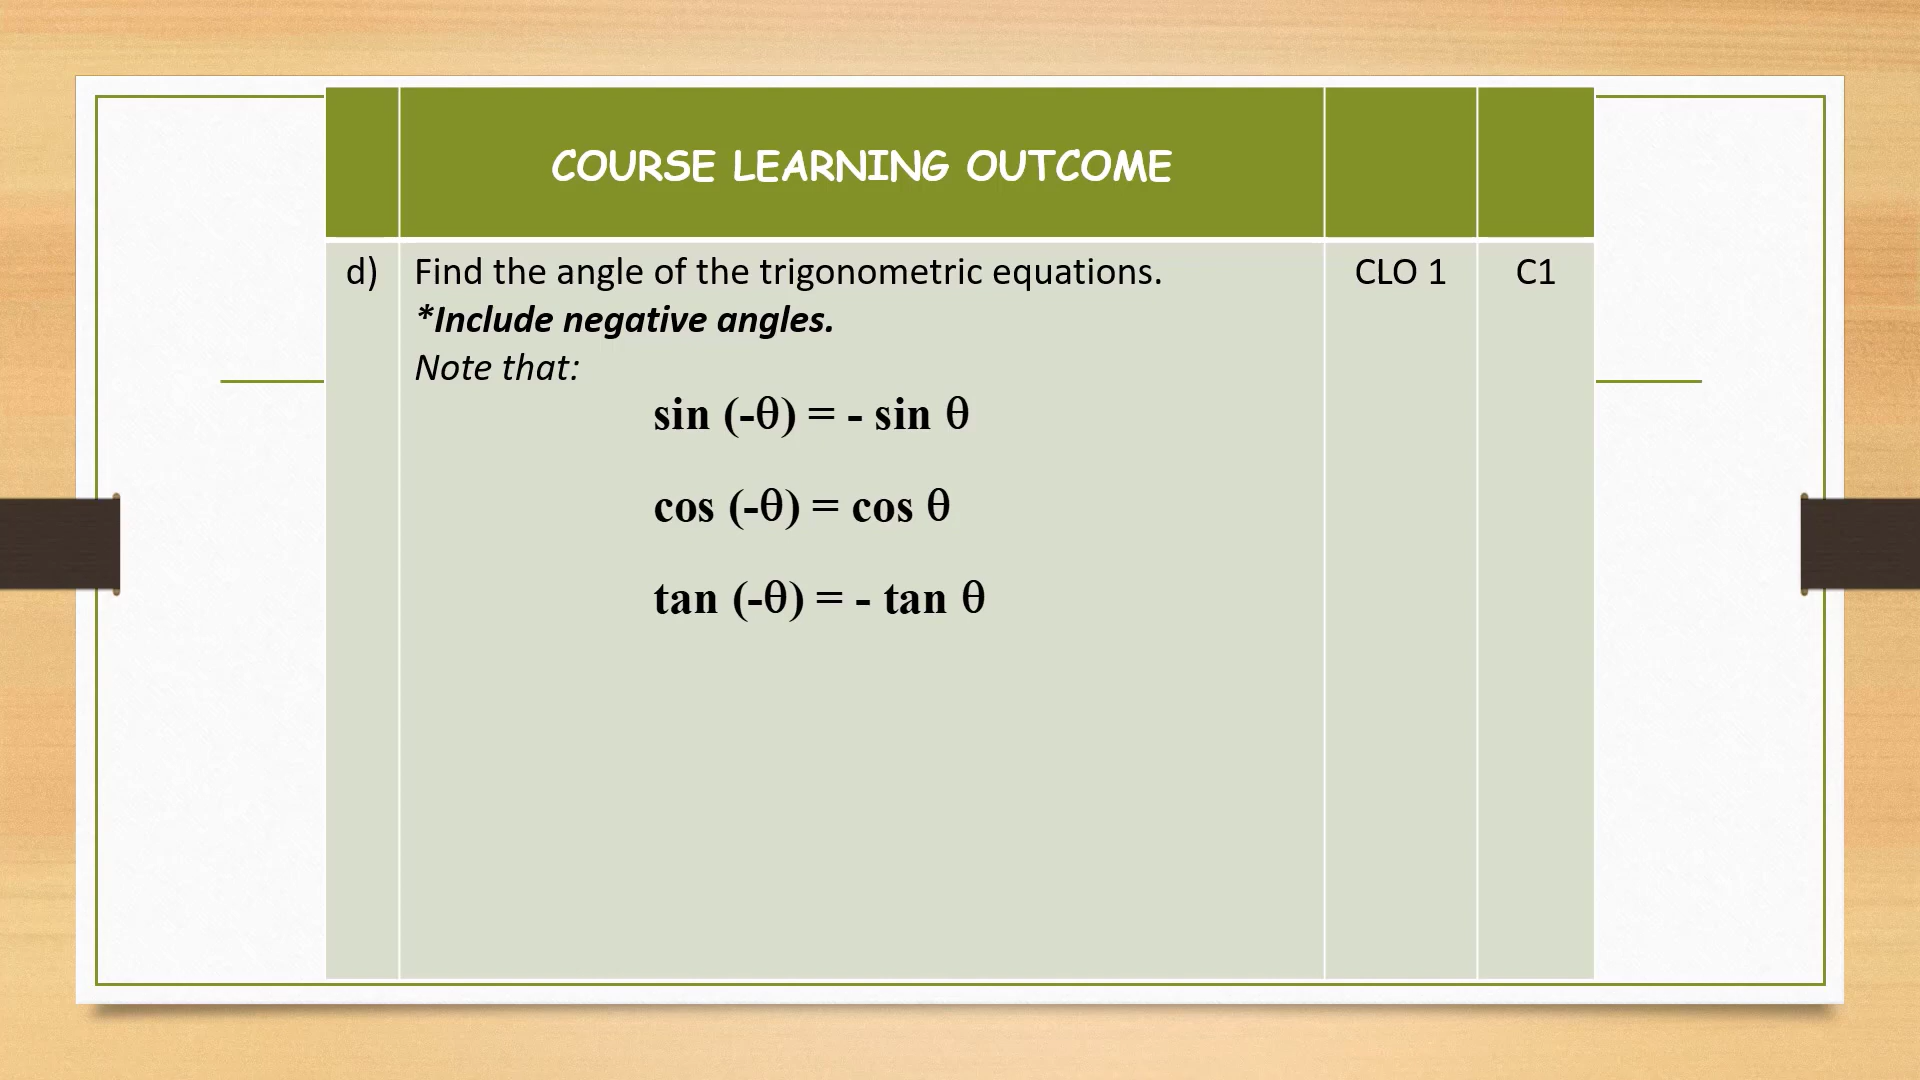 COURSE LEARNING OUTCOME
d) Find the angle of the trigonometric equations. CLO 1 C1
*Include negative angles.
Note that:
sin (-θ) = - sin θ
cos (-θ) = cos θ
tan (-θ) = - tan θ